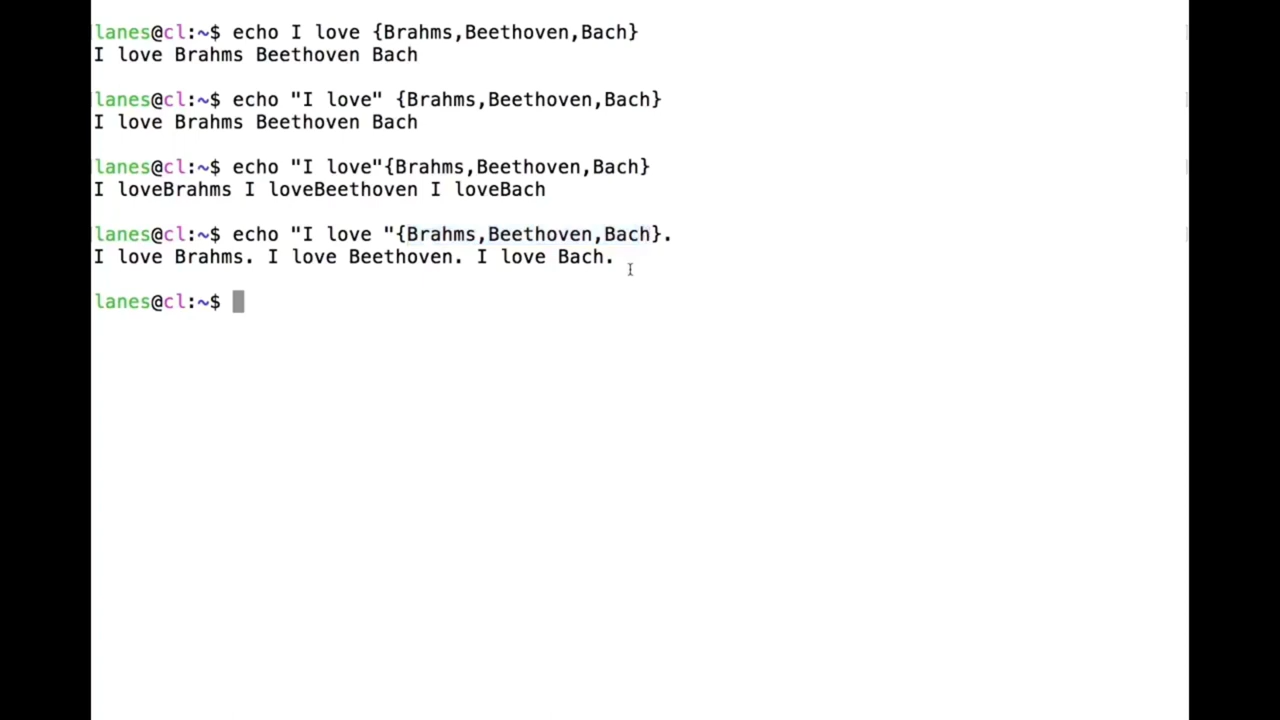 lanes@cl:~$ echo I love {Brahms,Beethoven,Bach}
I love Brahms Beethoven Bach
lanes@cl:~$ echo "I love" {Brahms,Beethoven,Bach}
I love Brahms Beethoven Bach
lanes@cl:~$ echo "I love"{Brahms,Beethoven,Bach}
I loveBrahms I loveBeethoven I loveBach
lanes@cl:~$ echo "I love "{Brahms,Beethoven,Bach}.
I love Brahms. I love Beethoven. I love Bach.
lanes@cl:~$